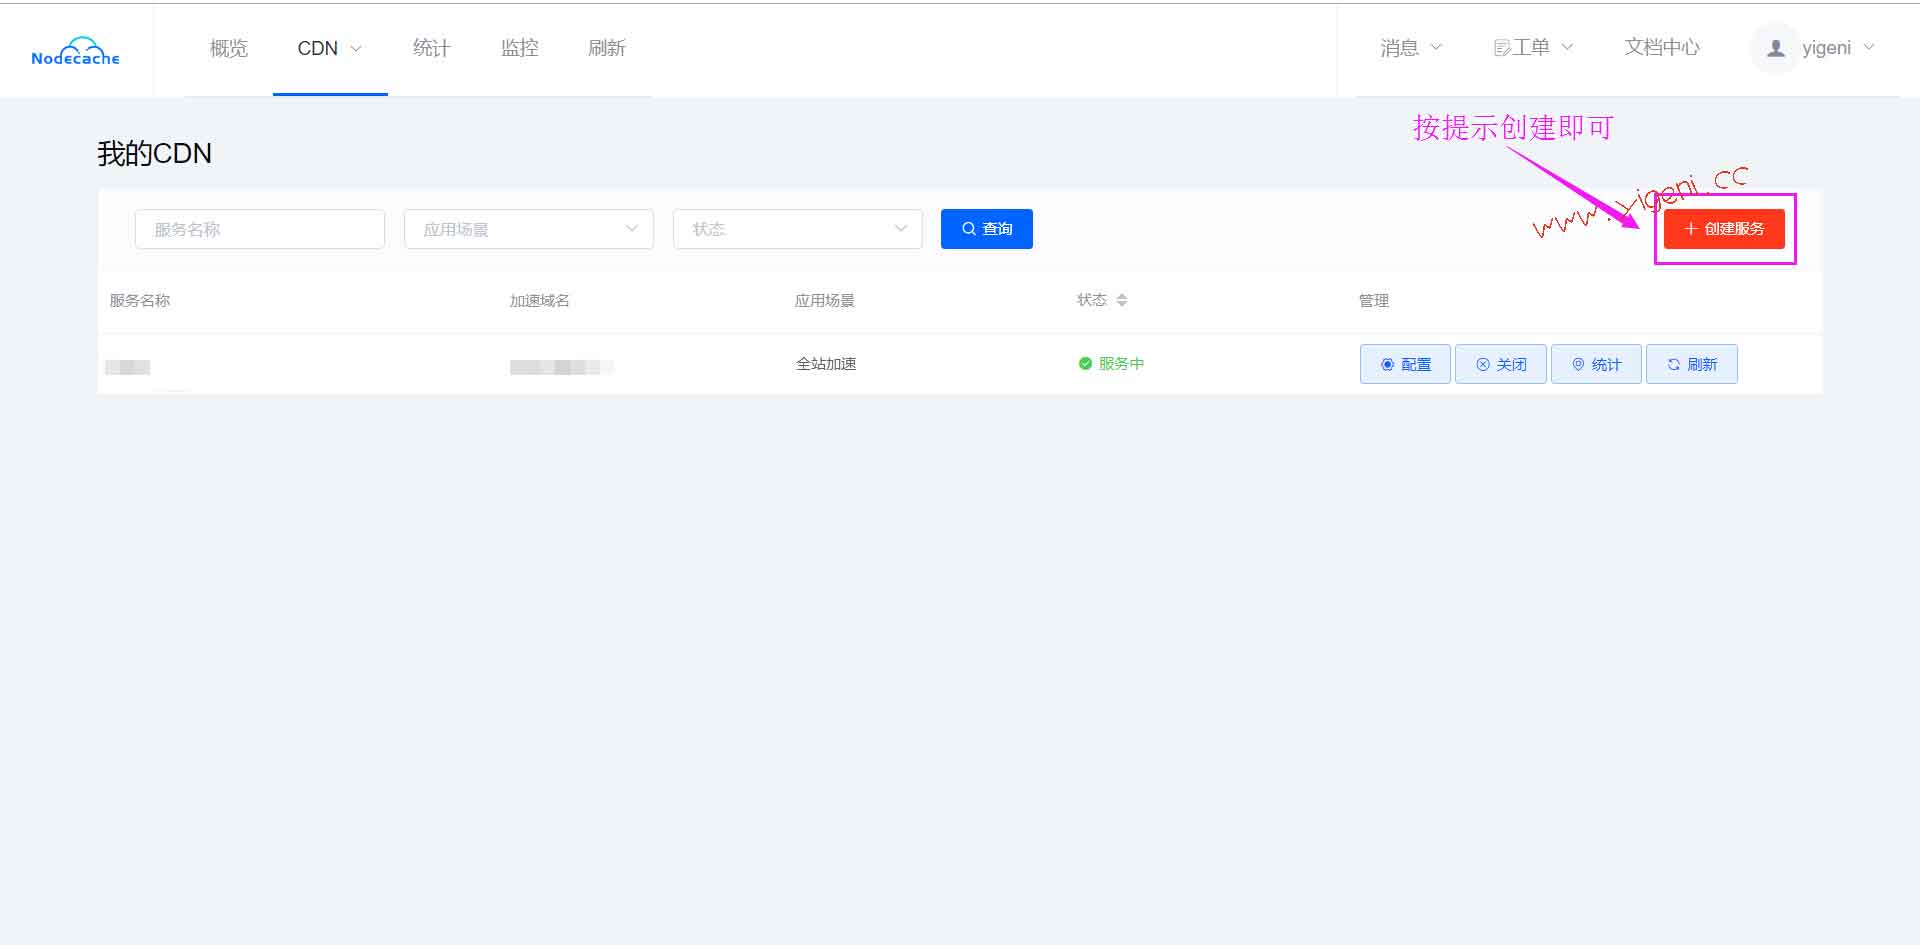 Nodecache
概览 CDN 统计 监控 刷新 消息 工单 文档中心 yigeni
按提示创建即可
我的CDN
www.yigeni.cc
服务名称 应用场景 状态 查询 创建服务
服务名称 加速域名 应用场景 状态 管理
全站加速 服务中 配置 关闭 统计 刷新